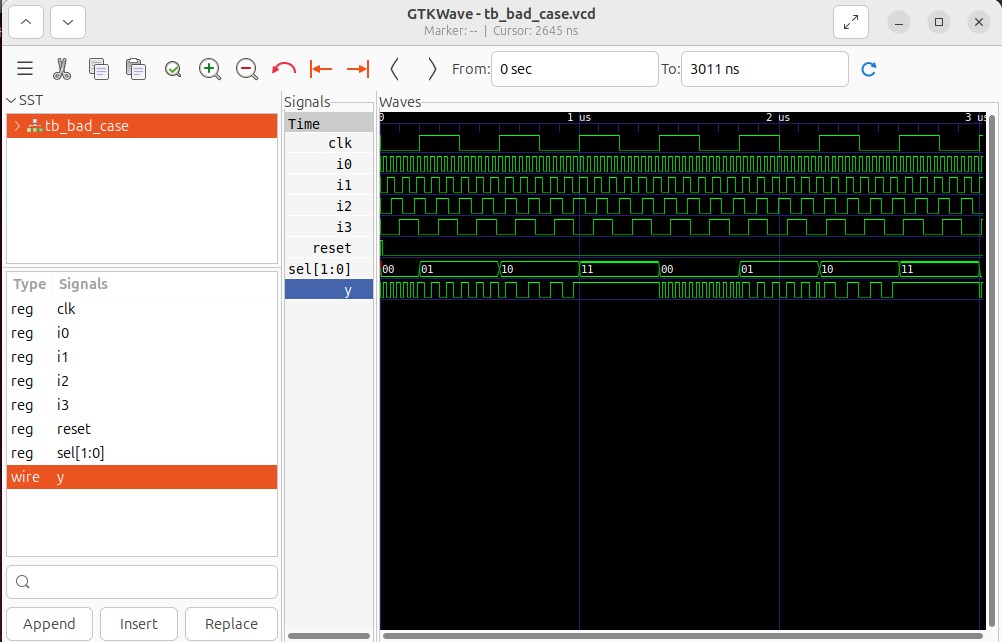 GTKWave - tb_bad_case.vcd
Marker: -- | Cursor: 2645 ns
From: 0 sec To: 3011 ns
SST
tb_bad_case
Type Signals
reg clk
reg i0
reg i1
reg i2
reg i3
reg reset
reg sel[1:0]
wire y
Append Insert Replace
Signals
Time
clk
i0
i1
i2
i3
reset
sel[1:0]
y
Waves
0 1 us 2 us 3 us
00 01 10 11 00 01 10 11